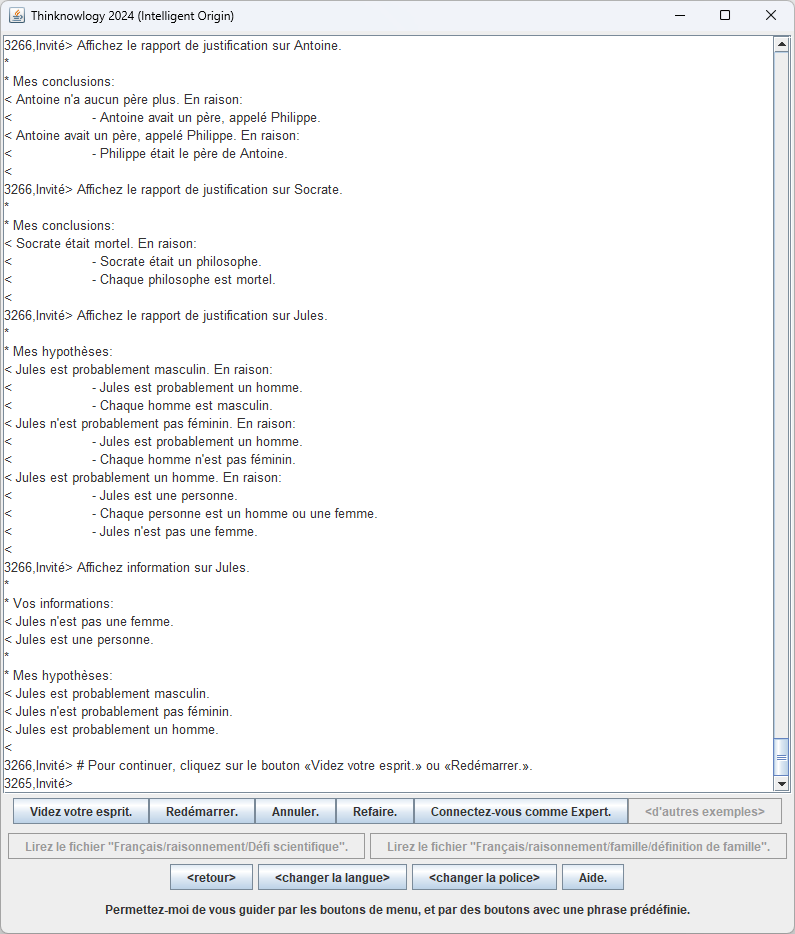 Thinknowlogy 2024 (Intelligent Origin)
3266,Invité> Affichez le rapport de justification sur Antoine.
*
* Mes conclusions:
< Antoine n'a aucun père plus. En raison:
< - Antoine avait un père, appelé Philippe.
< Antoine avait un père, appelé Philippe. En raison:
< - Philippe était le père de Antoine.
<
3266,Invité> Affichez le rapport de justification sur Socrate.
*
* Mes conclusions:
< Socrate était mortel. En raison:
< - Socrate était un philosophe.
< - Chaque philosophe est mortel.
<
3266,Invité> Affichez le rapport de justification sur Jules.
*
* Mes hypothèses:
< Jules est probablement masculin. En raison:
< - Jules est probablement un homme.
< - Chaque homme est masculin.
< Jules n'est probablement pas féminin. En raison:
< - Jules est probablement un homme.
< - Chaque homme n'est pas féminin.
< Jules est probablement un homme. En raison:
< - Jules est une personne.
< - Chaque personne est un homme ou une femme.
< - Jules n'est pas une femme.
<
3266,Invité> Affichez information sur Jules.
*
* Vos informations:
< Jules n'est pas une femme.
< Jules est une personne.
*
* Mes hypothèses:
< Jules est probablement masculin.
< Jules n'est probablement pas féminin.
< Jules est probablement un homme.
<
3266,Invité> # Pour continuer, cliquez sur le bouton «Videz votre esprit.» ou «Redémarrer.».
3265,Invité>
Videz votre esprit. Redémarrer. Annuler. Refaire. Connectez-vous comme Expert. <d'autres exemples>
Lirez le fichier "Français/raisonnement/Défi scientifique". Lirez le fichier "Français/raisonnement/famille/définition de famille".
<retour> <changer la langue> <changer la police> Aide.
Permettez-moi de vous guider par les boutons de menu, et par des boutons avec une phrase prédéfinie.